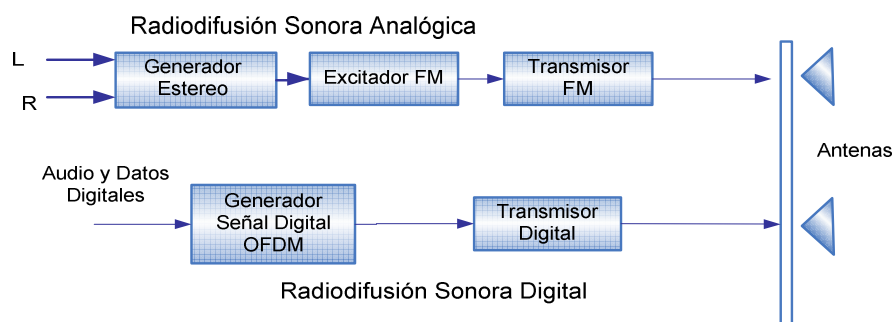 Radiodifusión Sonora Analógica
L
R
Generador
Estereo
Excitador FM
Transmisor
FM
Antenas
Audio y Datos
Digitales
Generador
Señal Digital
OFDM
Transmisor
Digital
Radiodifusión Sonora Digital